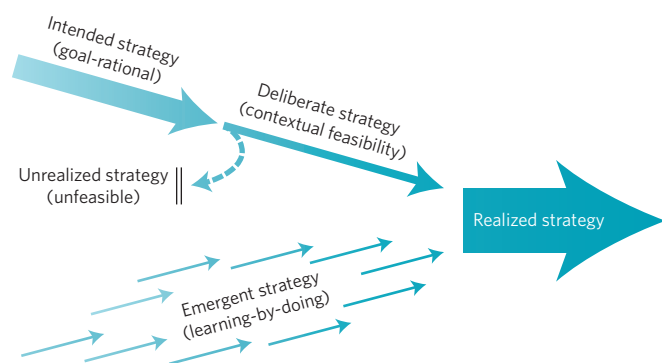 Intended strategy
(goal-rational)
Deliberate strategy
(contextual feasibility)
Unrealized strategy
(unfeasible)
Realized strategy
Emergent strategy
(learning-by-doing)